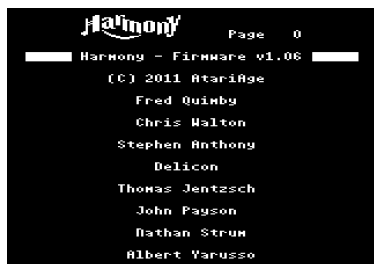 Harmony
Page 0
Harmony - Firmware v1.06
(C) 2011 AtariAge
Fred Quimby
Chris Walton
Stephen Anthony
Delicon
Thomas Jentzsch
John Payson
Nathan Strum
Albert Yarusso